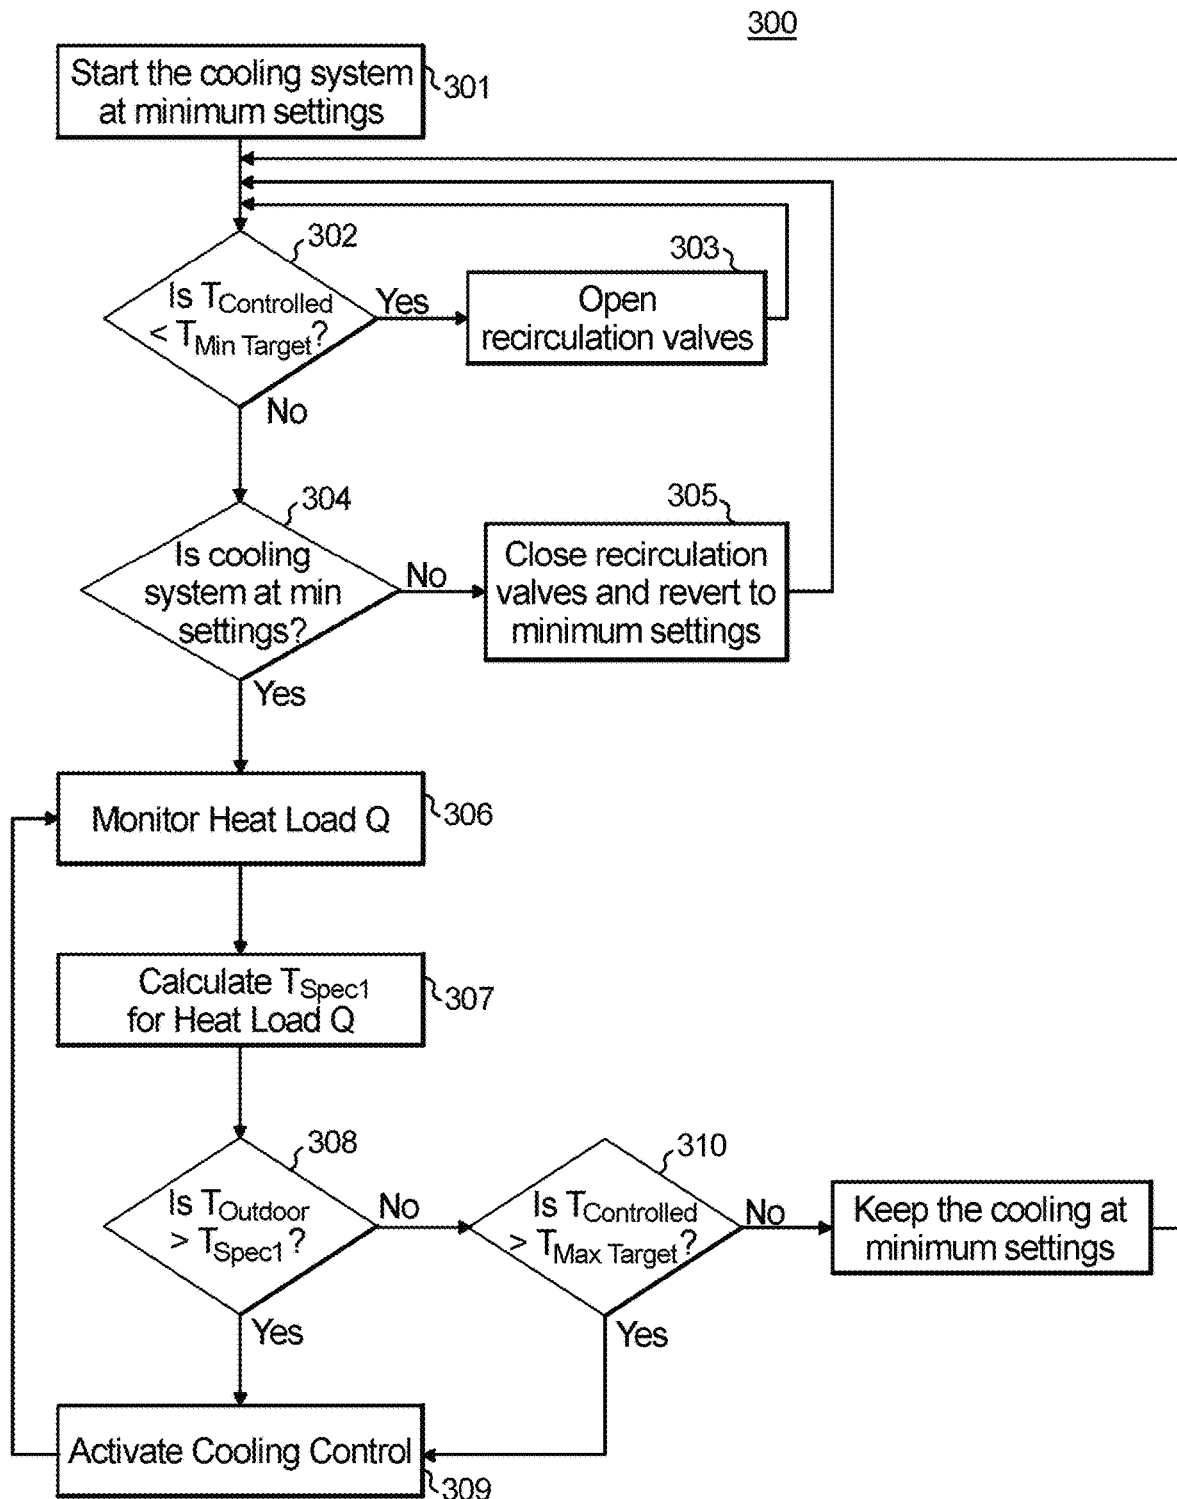 300
Start the cooling system
at minimum settings
301
302
Is TControlled
< TMin Target?
Yes
No
303
Open
recirculation valves
304
Is cooling
system at min
settings?
No
Yes
305
Close recirculation
valves and revert to
minimum settings
Monitor Heat Load Q
306
Calculate TSpec1
for Heat Load Q
307
308
Is TOutdoor
> TSpec1?
No
Yes
310
Is TControlled
> TMax Target?
No
Yes
Keep the cooling at
minimum settings
Activate Cooling Control
309